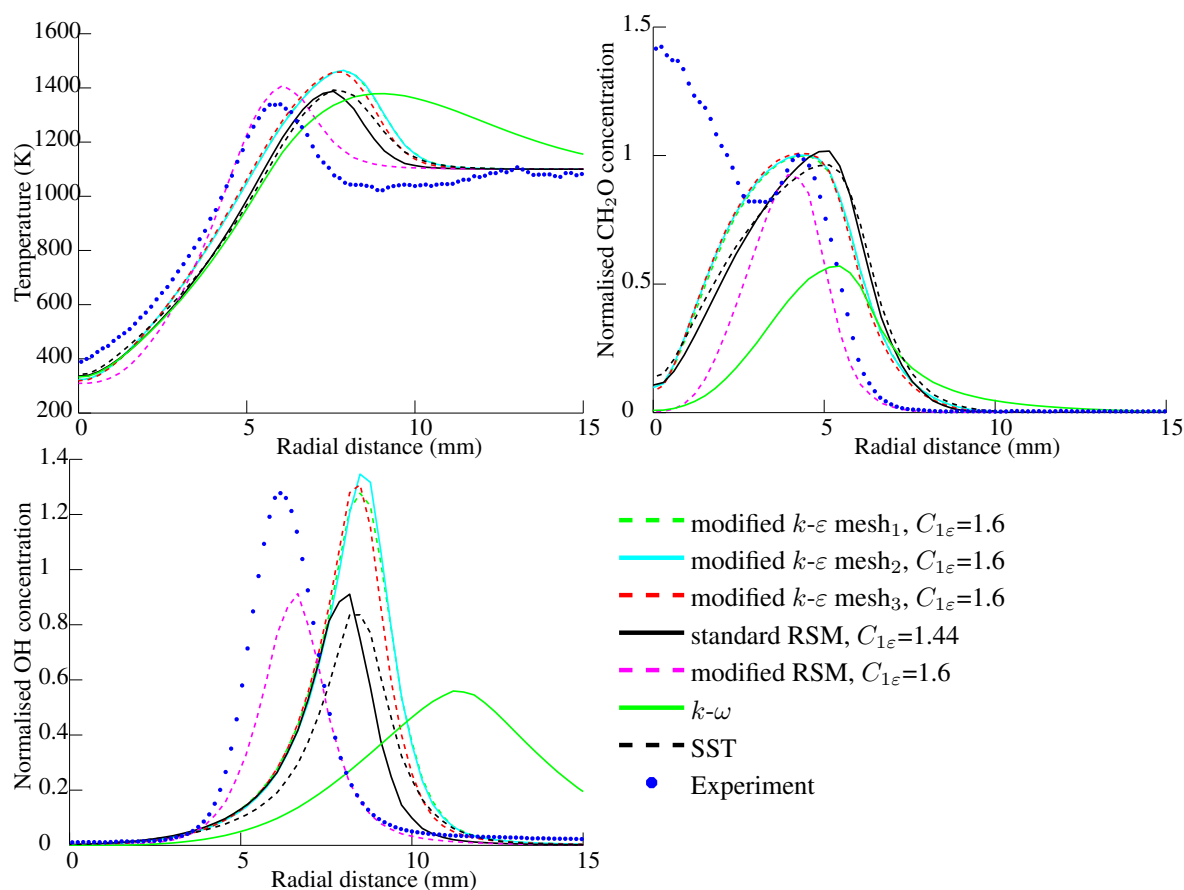 1600
1400
1200
1000
800
600
400
200
0
5
10
15
Temperature (K)
Radial distance (mm)
1.5
1
0.5
0
0
5
10
15
Normalised CH₂O concentration
Radial distance (mm)
1.4
1.2
1
0.8
0.6
0.4
0.2
0
0
5
10
15
Normalised OH concentration
Radial distance (mm)
modified k-ε mesh₁, C₁ε=1.6
modified k-ε mesh₂, C₁ε=1.6
modified k-ε mesh₃, C₁ε=1.6
standard RSM, C₁ε=1.44
modified RSM, C₁ε=1.6
k-ω
SST
Experiment